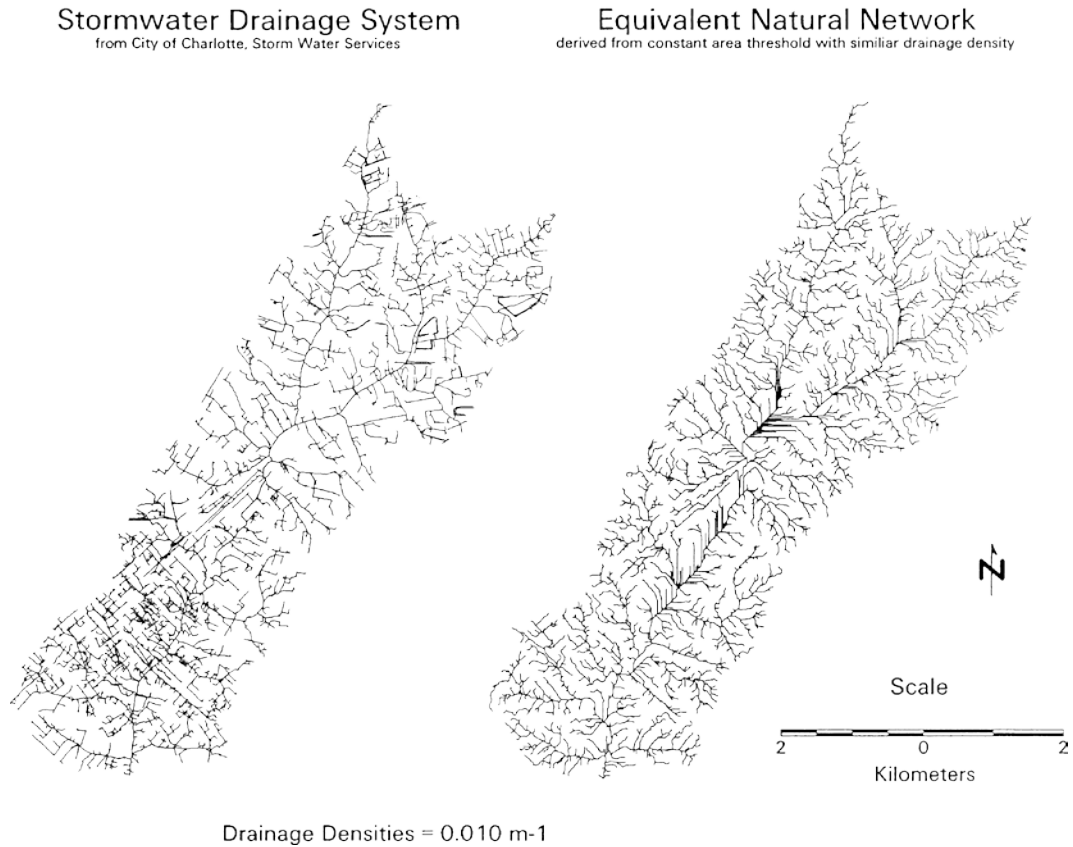 Stormwater Drainage System
from City of Charlotte, Storm Water Services
Equivalent Natural Network
derived from constant area threshold with similiar drainage density
N
Scale
2 0 2
Kilometers
Drainage Densities = 0.010 m-1